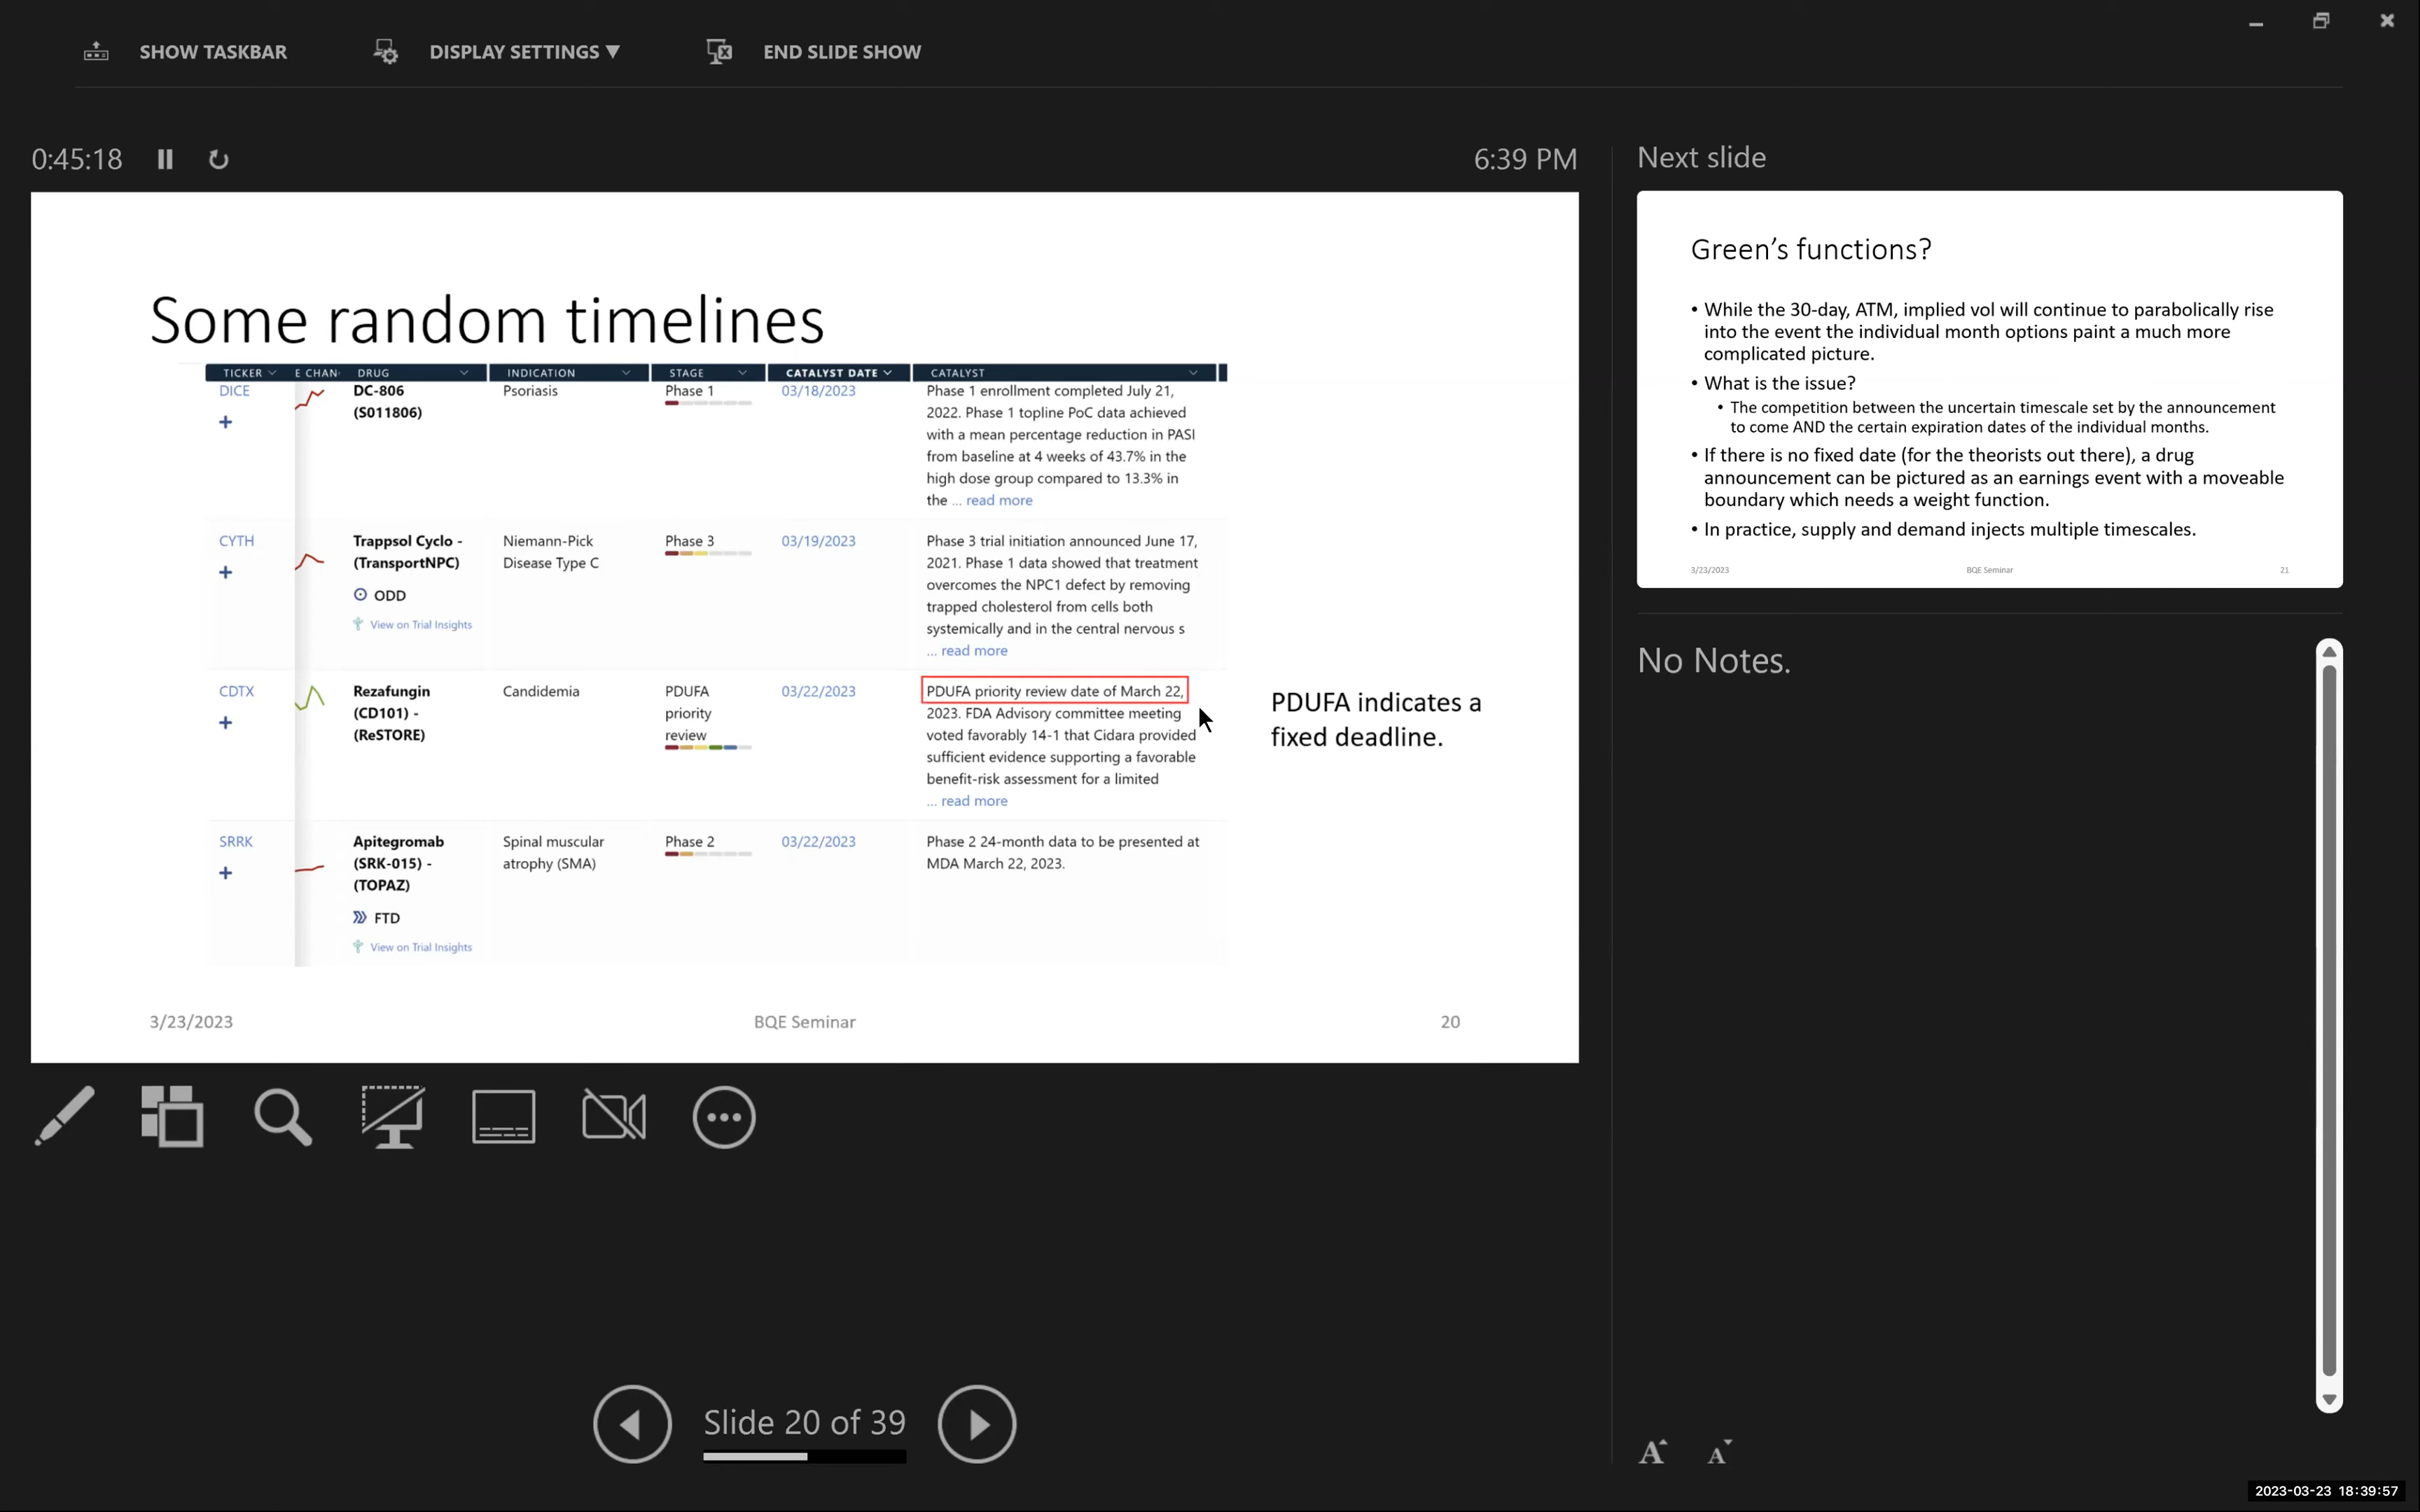 SHOW TASKBAR
DISPLAY SETTINGS ▼
END SLIDE SHOW
0:45:18
6:39 PM
Some random timelines
TICKER E CHAN DRUG INDICATION STAGE CATALYST DATE CATALYST
DICE
DC-806
(S011806)
Psoriasis
Phase 1
03/18/2023
Phase 1 enrollment completed July 21,
2022. Phase 1 topline PoC data achieved
with a mean percentage reduction in PASI
from baseline at 4 weeks of 43.7% in the
high dose group compared to 13.3% in
the ... read more
+
CYTH
Trappsol Cyclo -
(TransportNPC)
ODD
View on Trial Insights
Niemann-Pick
Disease Type C
Phase 3
03/19/2023
Phase 3 trial initiation announced June 17,
2021. Phase 1 data showed that treatment
overcomes the NPC1 defect by removing
trapped cholesterol from cells both
systemically and in the central nervous s
... read more
+
CDTX
Rezafungin
(CD101) -
(ReSTORE)
Candidemia
PDUFA
priority
review
03/22/2023
PDUFA priority review date of March 22,
2023. FDA Advisory committee meeting
voted favorably 14-1 that Cidara provided
sufficient evidence supporting a favorable
benefit-risk assessment for a limited
... read more
+
PDUFA indicates a
fixed deadline.
SRRK
Apitegromab
(SRK-015) -
(TOPAZ)
FTD
View on Trial Insights
Spinal muscular
atrophy (SMA)
Phase 2
03/22/2023
Phase 2 24-month data to be presented at
MDA March 22, 2023.
+
3/23/2023
BQE Seminar
20
Slide 20 of 39
Next slide
Green's functions?
• While the 30-day, ATM, implied vol will continue to parabolically rise
into the event the individual month options paint a much more
complicated picture.
• What is the issue?
• The competition between the uncertain timescale set by the announcement
to come AND the certain expiration dates of the individual months.
• If there is no fixed date (for the theorists out there), a drug
announcement can be pictured as an earnings event with a moveable
boundary which needs a weight function.
• In practice, supply and demand injects multiple timescales.
3/23/2023
BQE Seminar
21
No Notes.
A A
2023-03-23 18:39:57